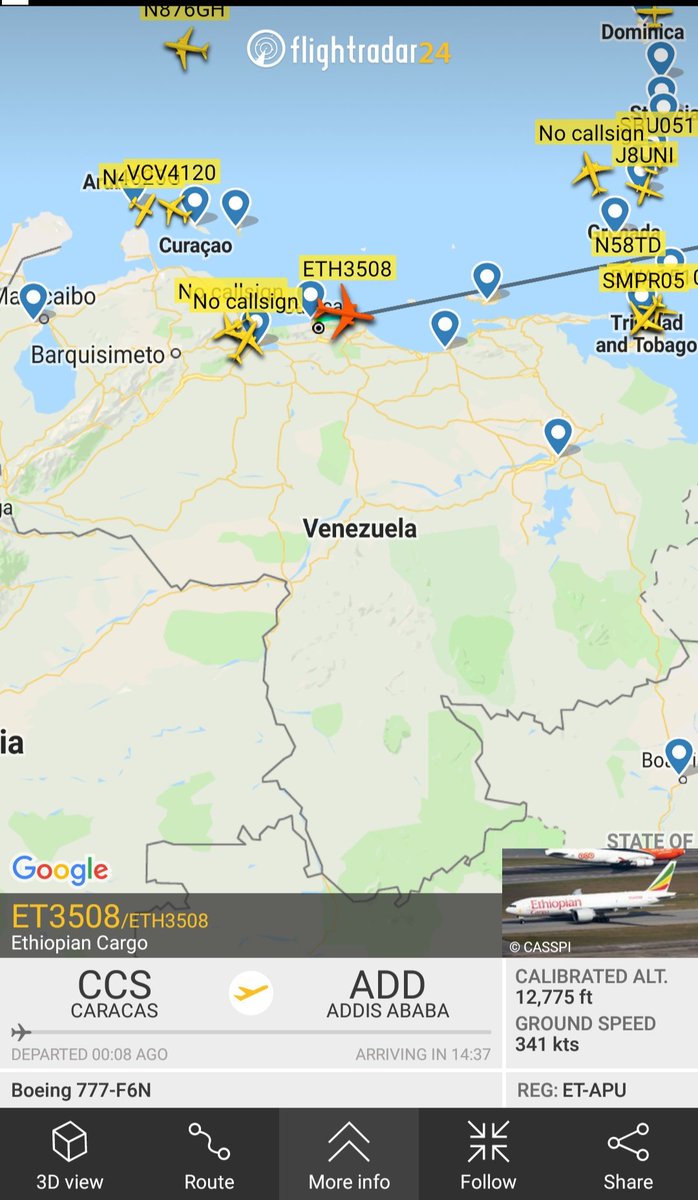 N876GH
flightradar24
Dominica
SBU051
No callsign
J8UNI
VCV4120
Curaçao
Grenada
N58TD
ETH3508
SMPR05
No callsign
No callsign
Barquisimeto
Trinidad
and Tobago
Venezuela
ia
STATE OF
Google
ET3508/ETH3508
Ethiopian Cargo
Ethiopian
© CASSPI
CCS
CARACAS
ADD
ADDIS ABABA
CALIBRATED ALT.
12,775 ft
GROUND SPEED
341 kts
DEPARTED 00:08 AGO
ARRIVING IN 14:37
Boeing 777-F6N
REG: ET-APU
3D view
Route
More info
Follow
Share